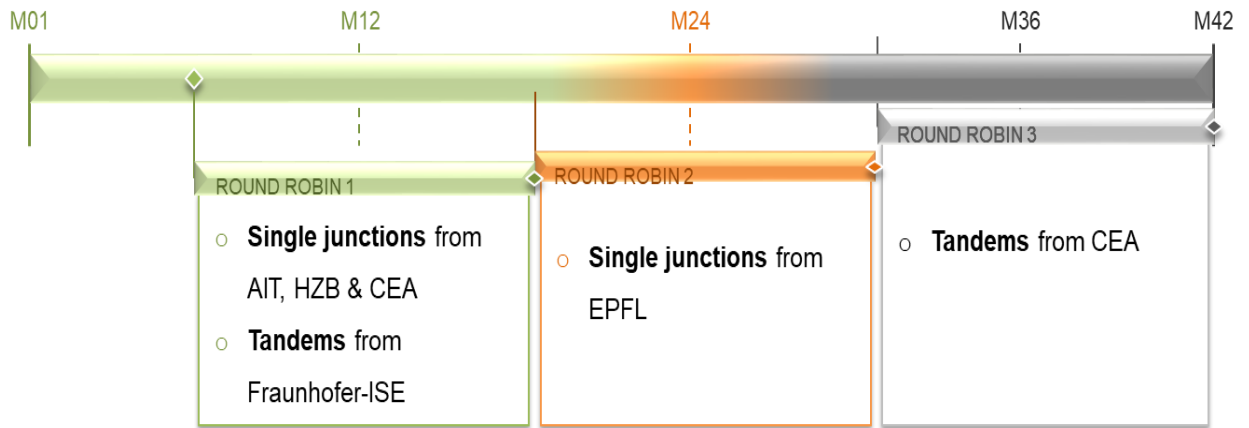 M01 M12 M24 M36 M42
ROUND ROBIN 1
o Single junctions from
AIT, HZB & CEA
o Tandems from
Fraunhofer-ISE
ROUND ROBIN 2
o Single junctions from
EPFL
ROUND ROBIN 3
o Tandems from CEA